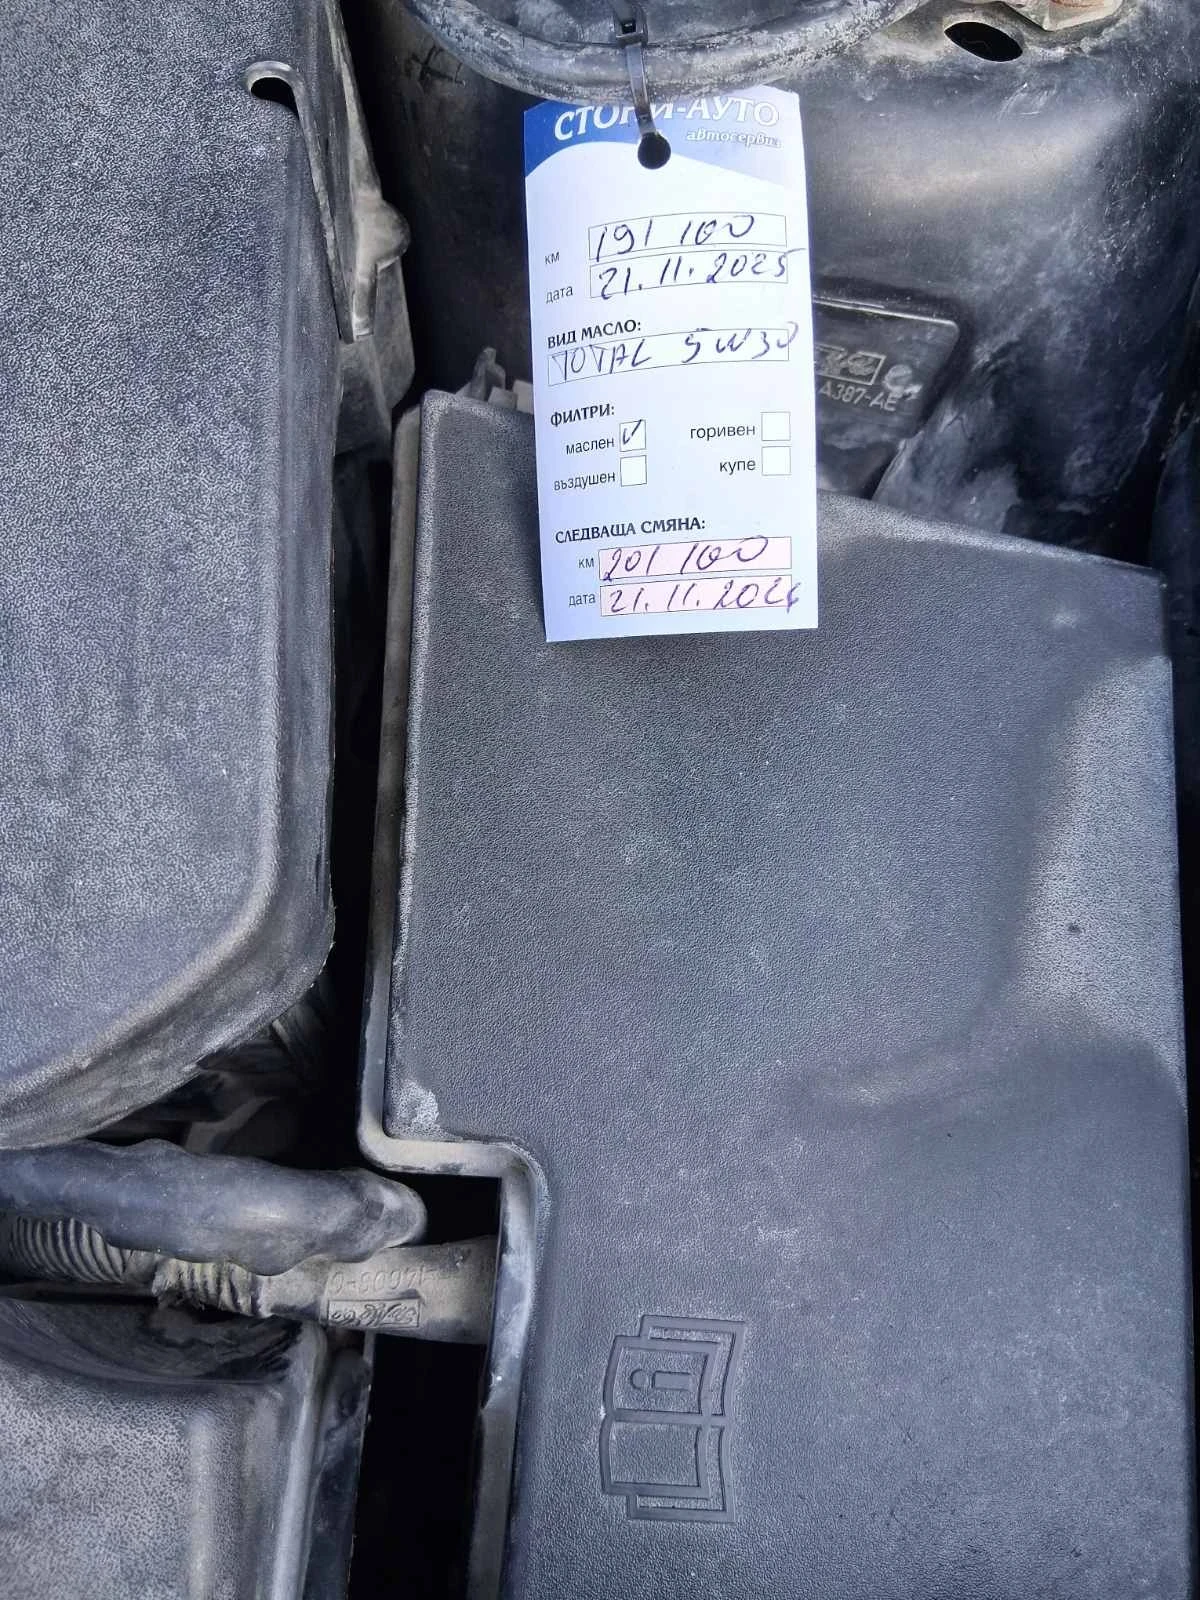 СТОРИ-АУТО
автосервиз
км 191 100
дата 21.11.2025
ВИД МАСЛО:
TOTAL 5W30
ФИЛТРИ:
маслен ✓ горивен
въздушен купе
СЛЕДВАЩА СМЯНА:
км 201 100
дата 21.11.2026
A387-AE
14608-C